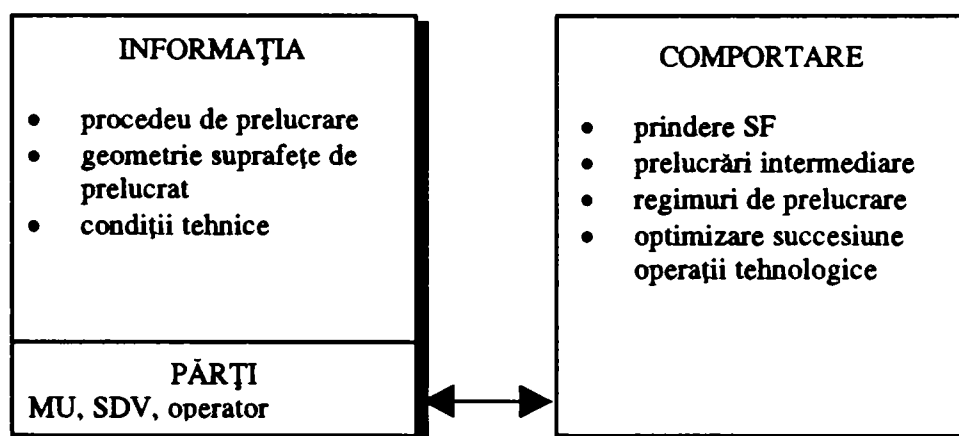 INFORMAŢIA
• procedeu de prelucrare
• geometrie suprafeţe de
prelucrat
• condiţii tehnice
PĂRŢI
MU, SDV, operator
COMPORTARE
• prindere SF
• prelucrări intermediare
• regimuri de prelucrare
• optimizare succesiune
operaţii tehnologice